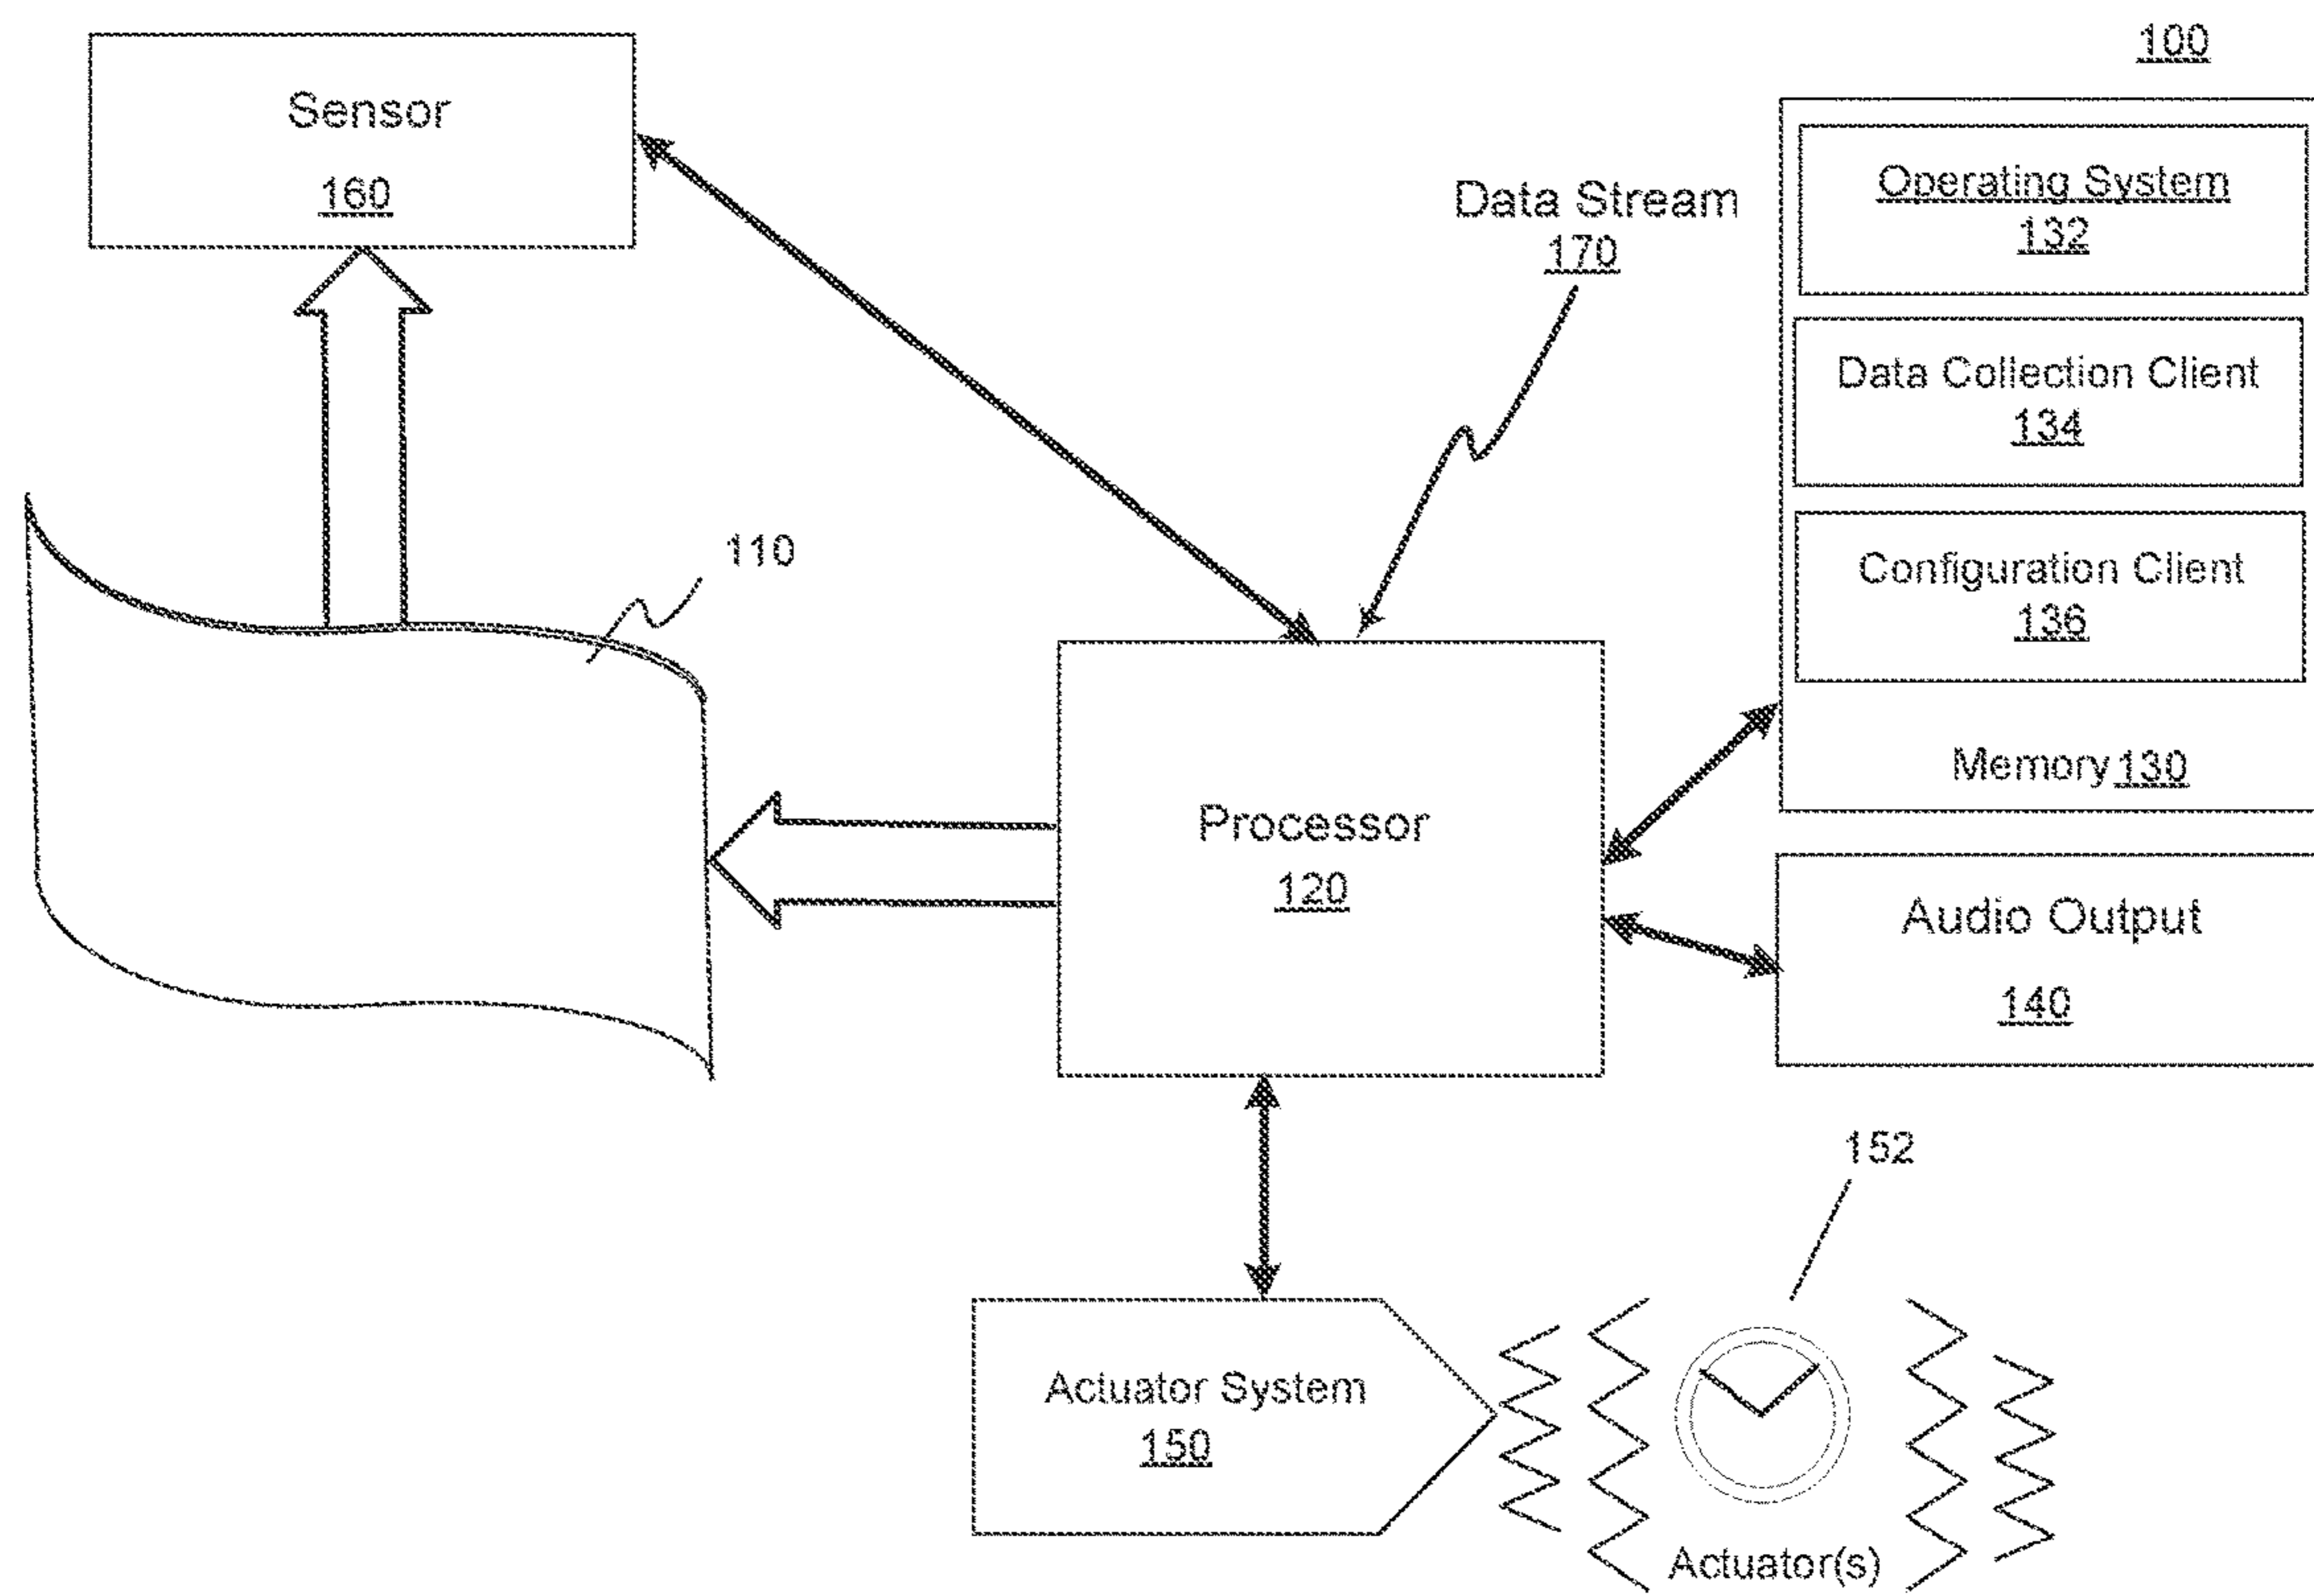 100
Sensor
160
Operating System
132
Data Stream
170
Data Collection Client
134
110
Configuration Client
136
Memory 130
Processor
120
Audio Output
140
152
Actuator System
150
Actuator(s)